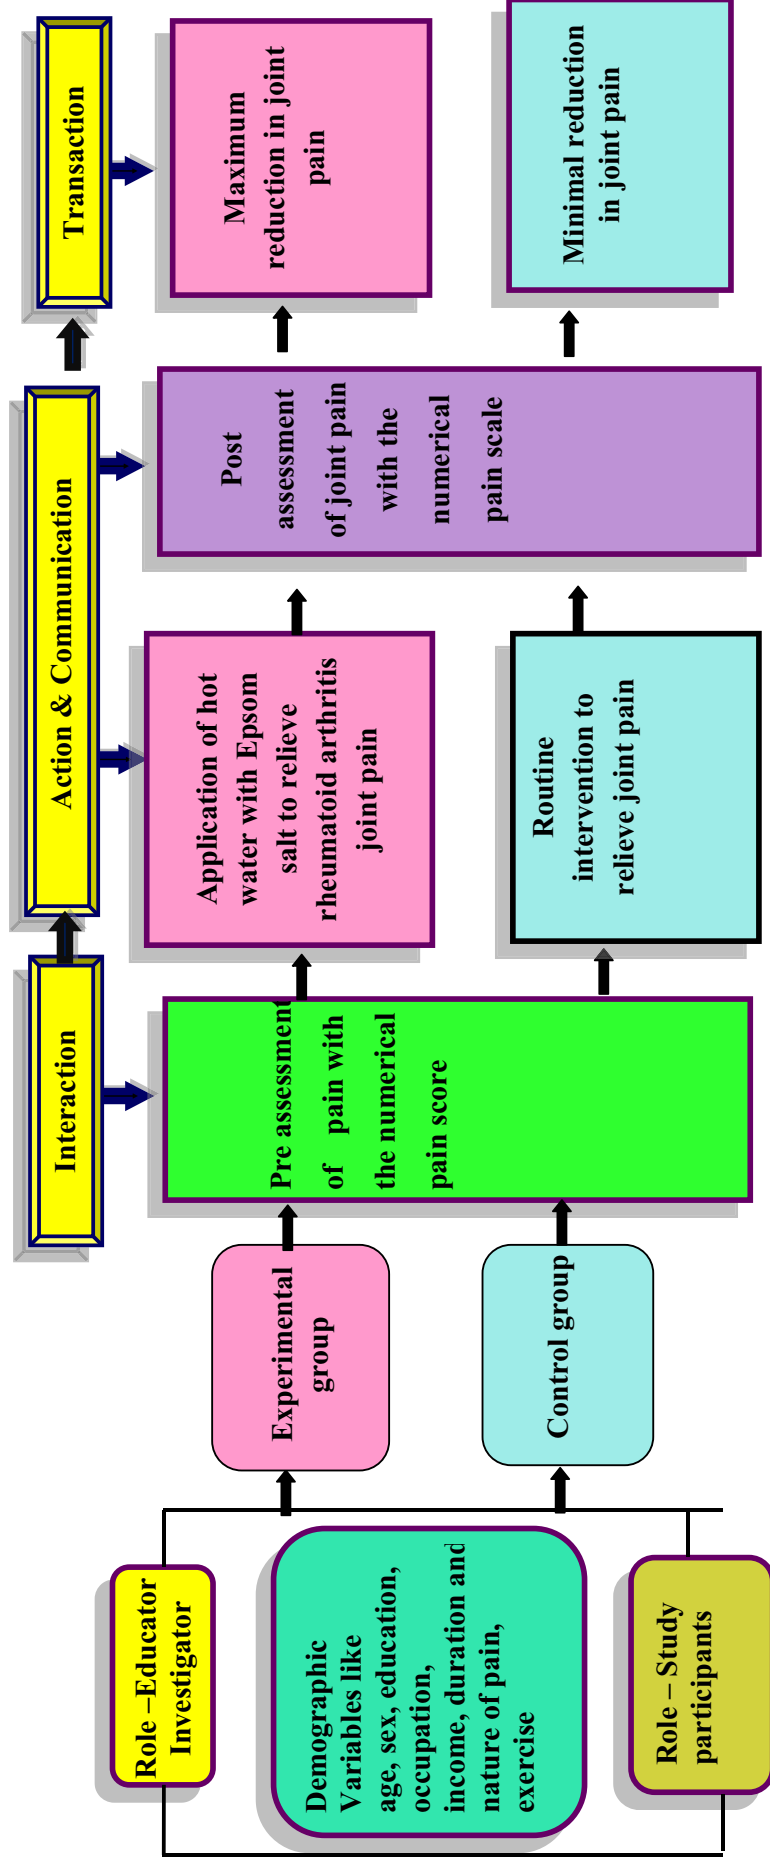 Role –Educator
Investigator
Demographic
Variables like
age, sex, education,
occupation,
income, duration and
nature of pain,
exercise
Role – Study
participants
Experimental
group
Control group
Interaction
Pre assessment
of pain with
the numerical
pain score
Action & Communication
Application of hot
water with Epsom
salt to relieve
rheumatoid arthritis
joint pain
Routine
intervention to
relieve joint pain
Post
assessment
of joint pain
with the
numerical
pain scale
Transaction
Maximum
reduction in joint
pain
Minimal reduction
in joint pain